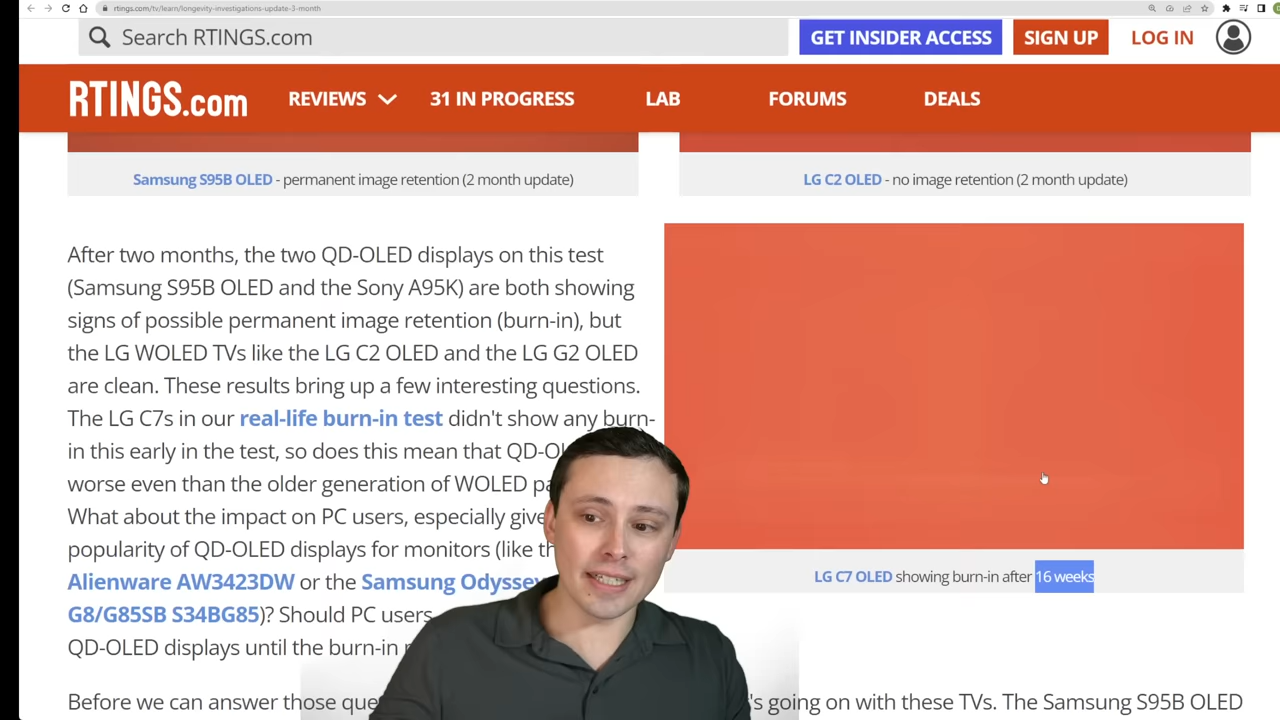 rtings.com/tv/learn/longevity-investigations-update-3-month
Search RTINGS.com
GET INSIDER ACCESS
SIGN UP
LOG IN
RTINGS.com
REVIEWS
31 IN PROGRESS
LAB
FORUMS
DEALS
Samsung S95B OLED - permanent image retention (2 month update)
LG C2 OLED - no image retention (2 month update)
After two months, the two QD-OLED displays on this test
(Samsung S95B OLED and the Sony A95K) are both showing
signs of possible permanent image retention (burn-in), but
the LG WOLED TVs like the LG C2 OLED and the LG G2 OLED
are clean. These results bring up a few interesting questions.
The LG C7s in our real-life burn-in test didn't show any burn-
in this early in the test, so does this mean that
worse even than the older generation of WOLED
What about the impact on PC users, especially
popularity of QD-OLED displays for monitors (like
Alienware AW3423DW or the Samsung Odyssey
G8/G85SB S34BG85)? Should PC users
QD-OLED displays until the burn-in
LG C7 OLED showing burn-in after 16 weeks
Before we can answer those
going on with these TVs. The Samsung S95B OLED